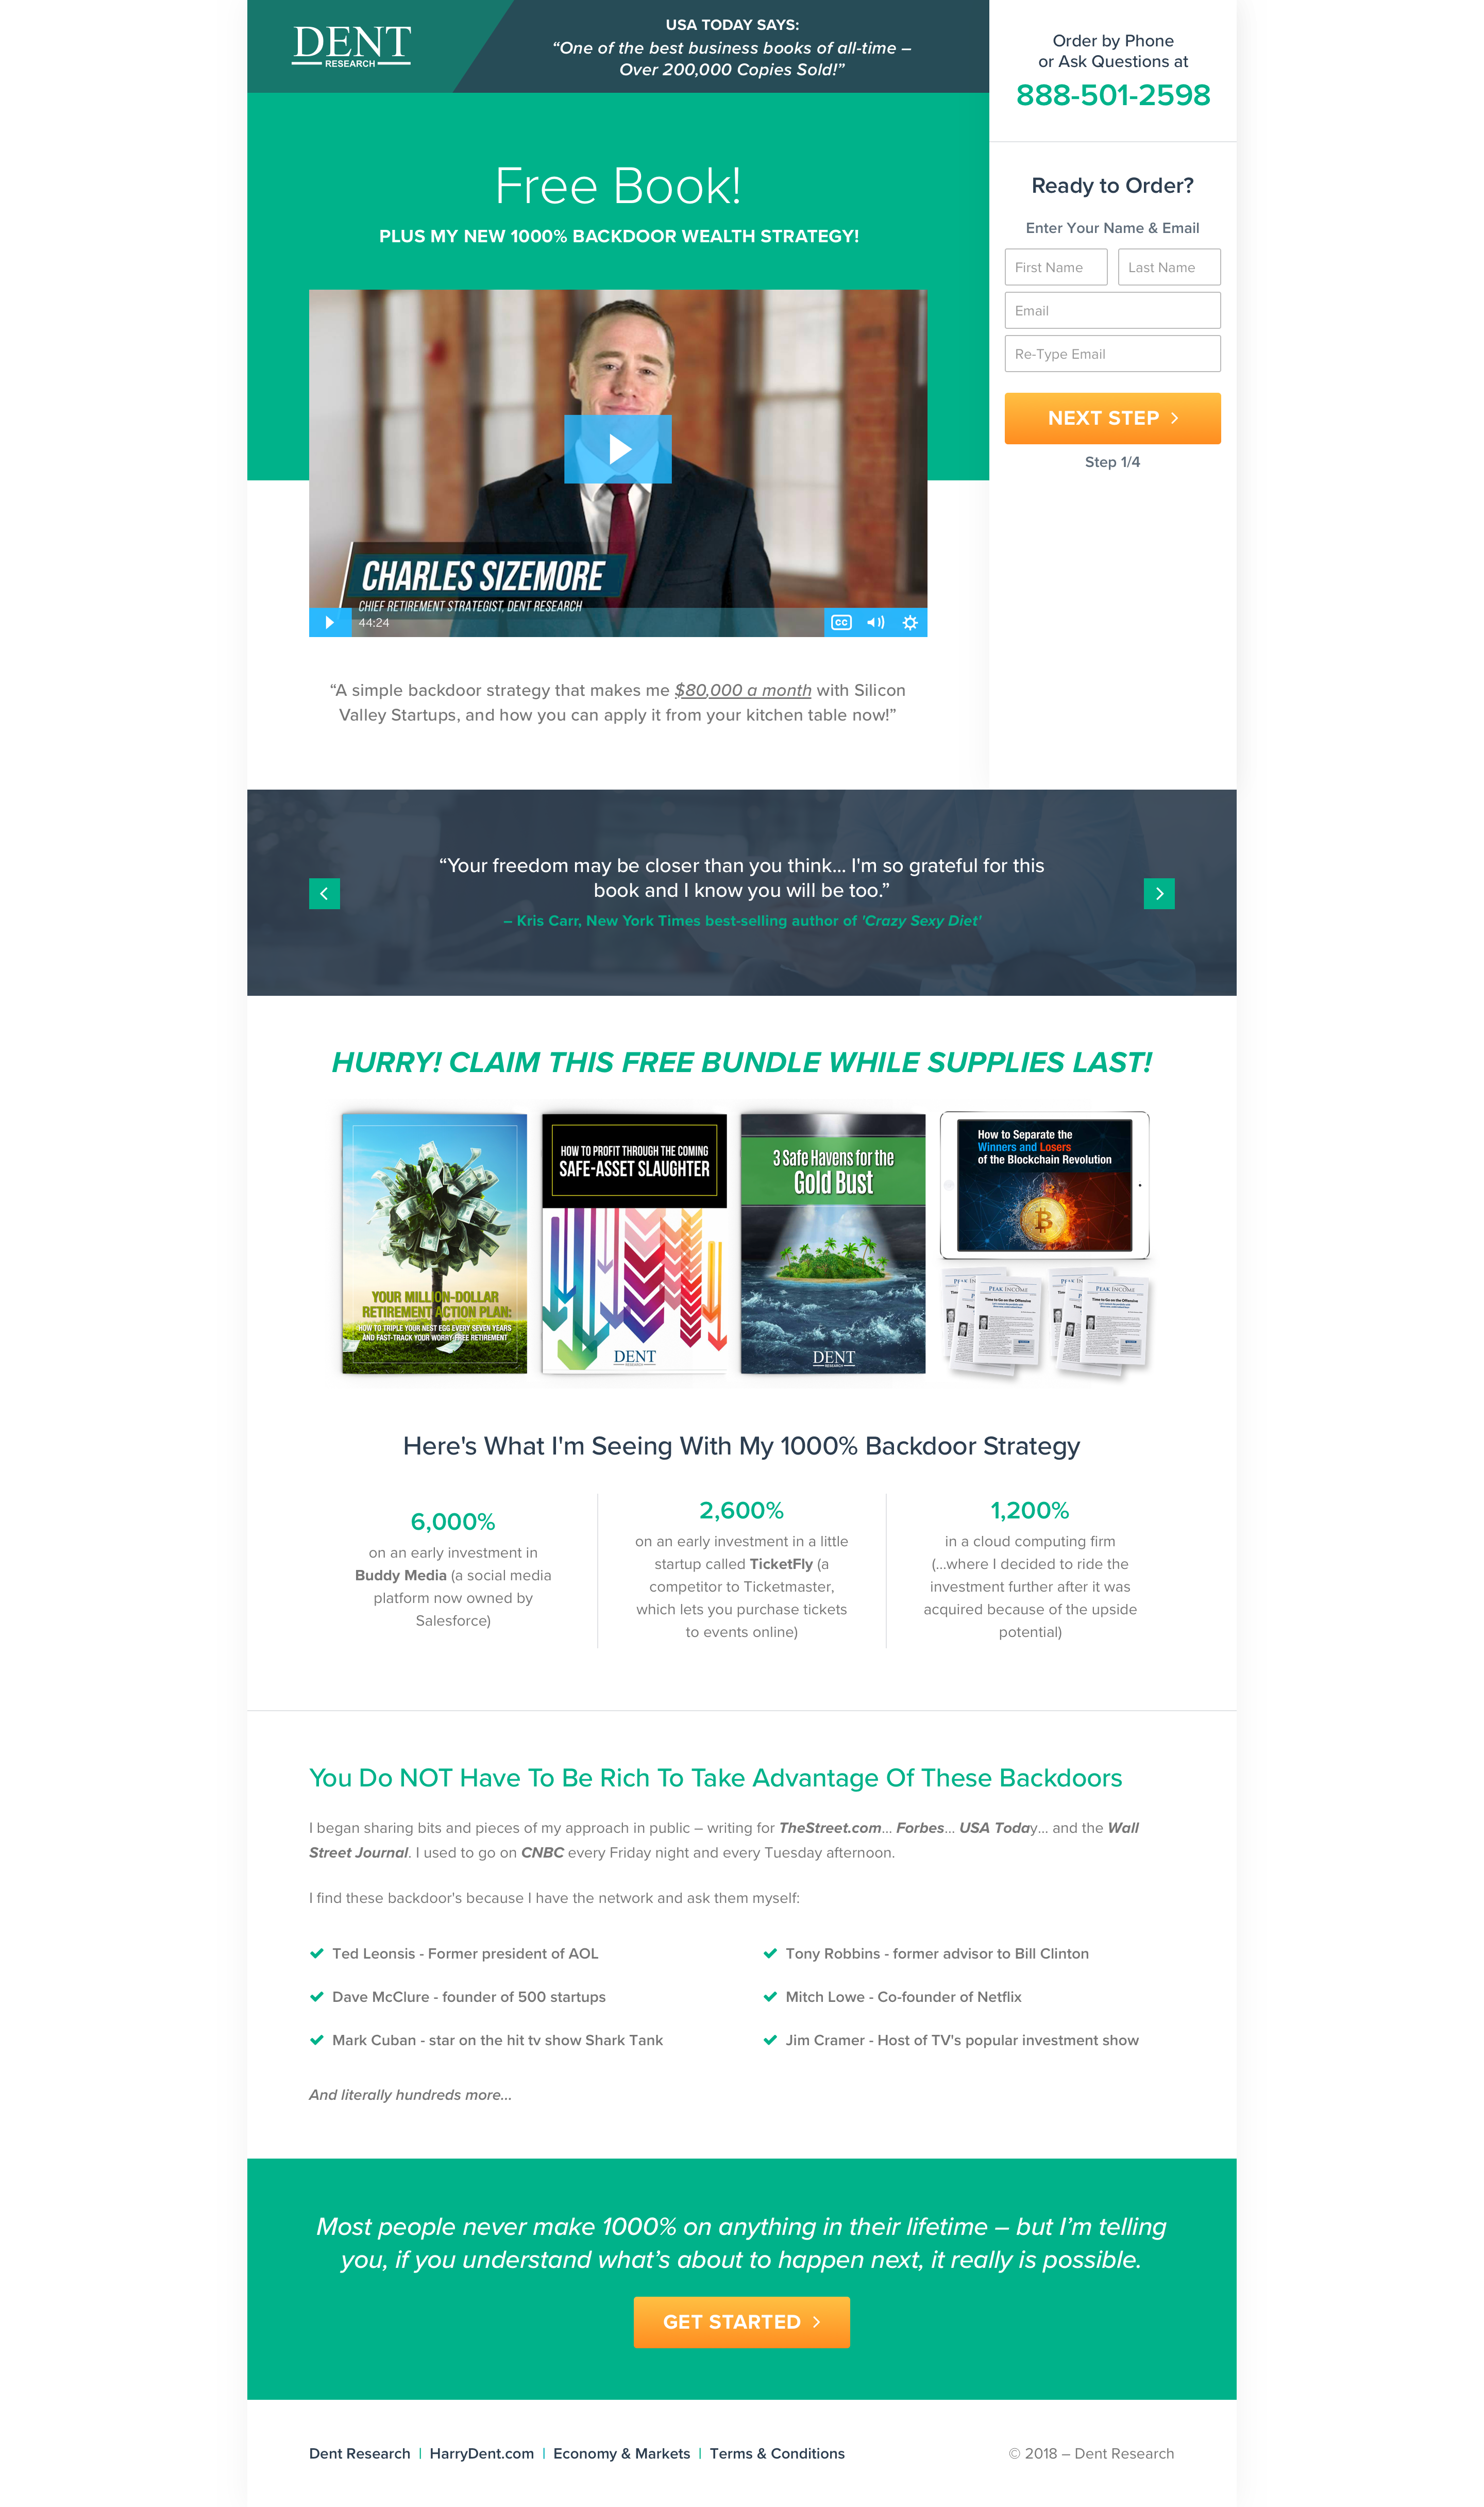 DENT
RESEARCH
USA TODAY SAYS:
“One of the best business books of all-time –
Over 200,000 Copies Sold!”
Order by Phone
or Ask Questions at
888-501-2598
Free Book!
PLUS MY NEW 1000% BACKDOOR WEALTH STRATEGY!
Ready to Order?
Enter Your Name & Email
First Name
Last Name
Email
Re-Type Email
NEXT STEP
Step 1/4
CHARLES SIZEMORE
CHIEF RETIREMENT STRATEGIST, DENT RESEARCH
44:24
CC
“A simple backdoor strategy that makes me $80,000 a month with Silicon
Valley Startups, and how you can apply it from your kitchen table now!”
“Your freedom may be closer than you think... I'm so grateful for this
book and I know you will be too.”
– Kris Carr, New York Times best-selling author of 'Crazy Sexy Diet'
HURRY! CLAIM THIS FREE BUNDLE WHILE SUPPLIES LAST!
YOUR MILLION-DOLLAR
RETIREMENT ACTION PLAN:
HOW TO TRIPLE YOUR NEST EGG EVERY SEVEN YEARS
AND FAST-TRACK YOUR WORRY-FREE RETIREMENT
HOW TO PROFIT THROUGH THE COMING
SAFE-ASSET SLAUGHTER
DENT
RESEARCH
3 Safe Havens for the
Gold Bust
DENT
RESEARCH
How to Separate the
Winners and Losers
of the Blockchain Revolution
PEAK INCOME
Time to Go on the Offensive
PEAK INCOME
Time to Go on the Offensive
Here's What I'm Seeing With My 1000% Backdoor Strategy
6,000%
on an early investment in
Buddy Media (a social media
platform now owned by
Salesforce)
2,600%
on an early investment in a little
startup called TicketFly (a
competitor to Ticketmaster,
which lets you purchase tickets
to events online)
1,200%
in a cloud computing firm
(...where I decided to ride the
investment further after it was
acquired because of the upside
potential)
You Do NOT Have To Be Rich To Take Advantage Of These Backdoors
I began sharing bits and pieces of my approach in public – writing for TheStreet.com... Forbes... USA Today... and the Wall
Street Journal. I used to go on CNBC every Friday night and every Tuesday afternoon.
I find these backdoor's because I have the network and ask them myself:
Ted Leonsis - Former president of AOL
Dave McClure - founder of 500 startups
Mark Cuban - star on the hit tv show Shark Tank
Tony Robbins - former advisor to Bill Clinton
Mitch Lowe - Co-founder of Netflix
Jim Cramer - Host of TV's popular investment show
And literally hundreds more...
Most people never make 1000% on anything in their lifetime – but I’m telling
you, if you understand what’s about to happen next, it really is possible.
GET STARTED
Dent Research | HarryDent.com | Economy & Markets | Terms & Conditions
© 2018 – Dent Research